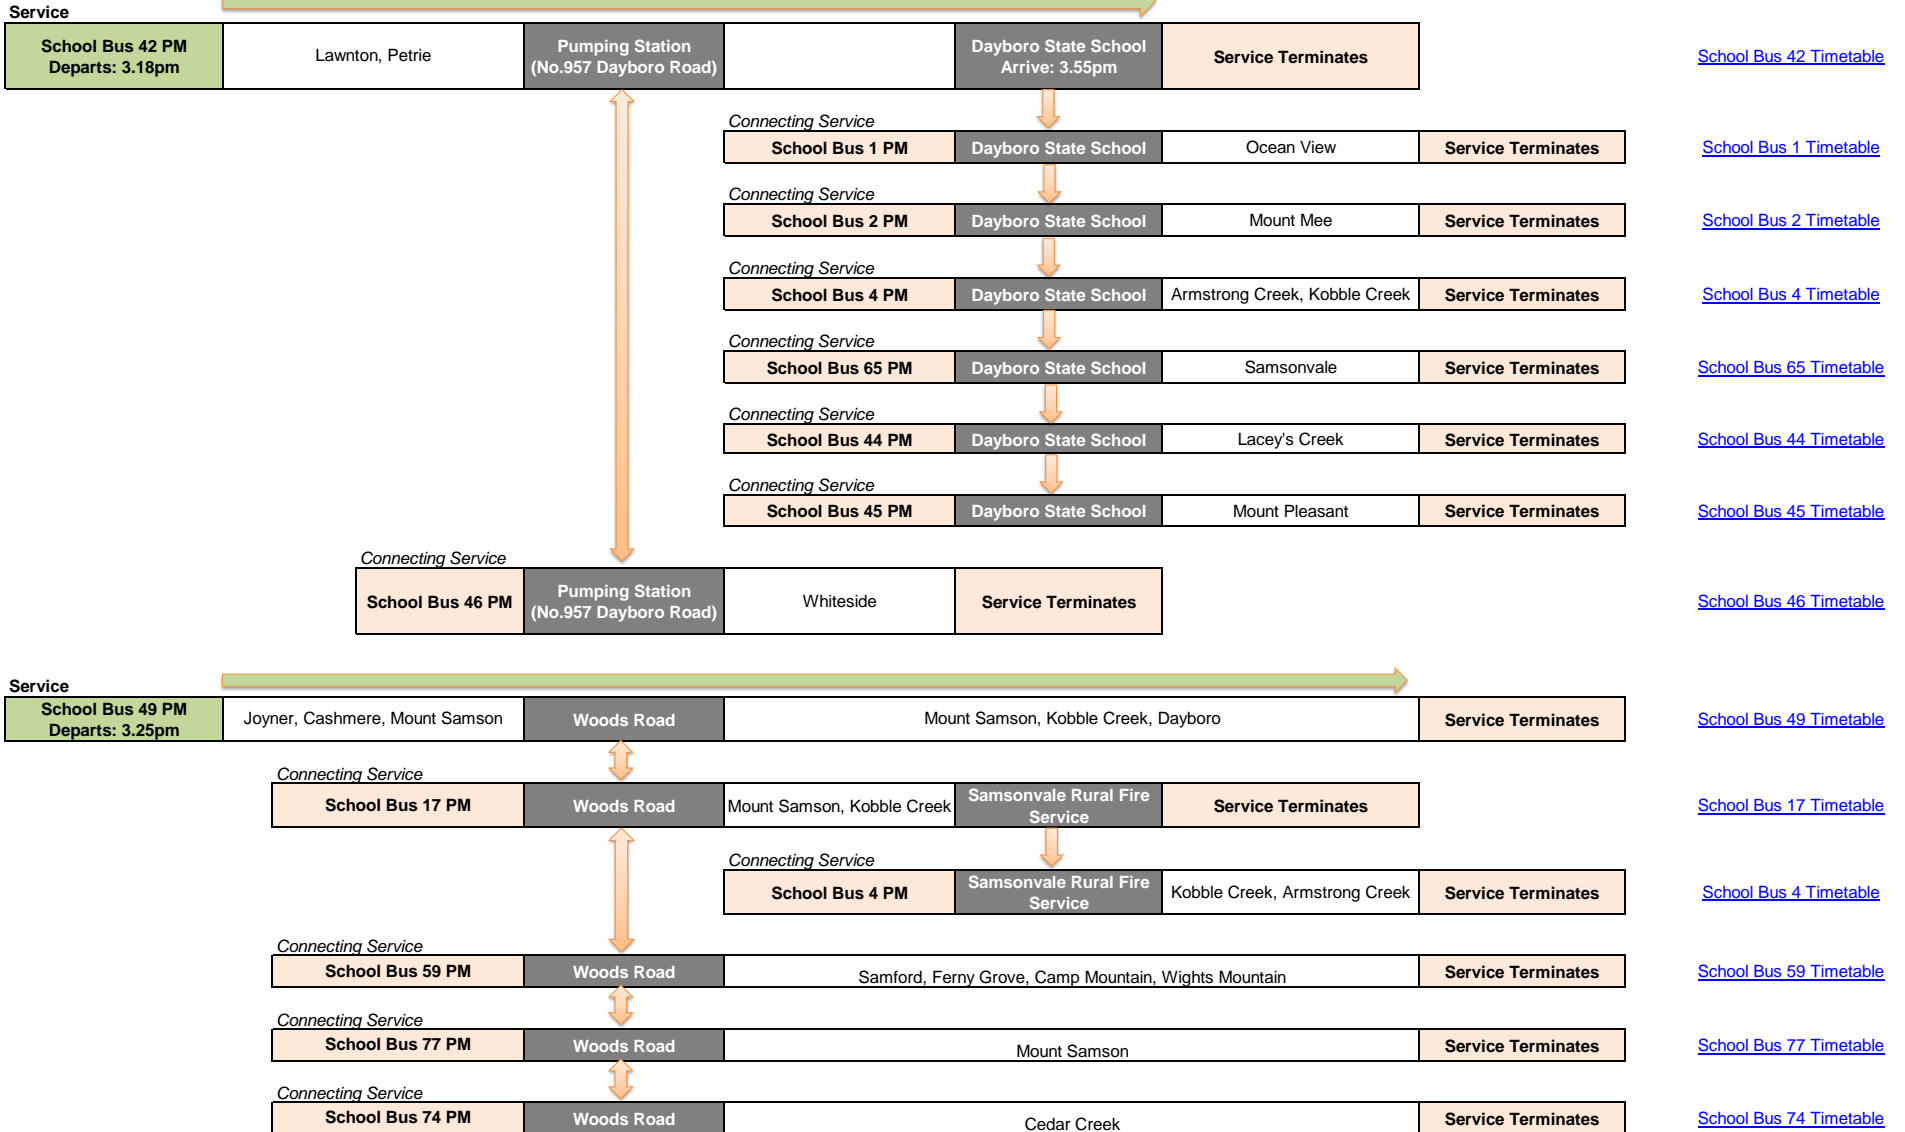 Service
School Bus 42 PM
Departs: 3.18pm
Lawnton, Petrie
Pumping Station
(No.957 Dayboro Road)
Dayboro State School
Arrive: 3.55pm
Service Terminates
School Bus 42 Timetable
Connecting Service
School Bus 1 PM
Dayboro State School
Ocean View
Service Terminates
School Bus 1 Timetable
Connecting Service
School Bus 2 PM
Dayboro State School
Mount Mee
Service Terminates
School Bus 2 Timetable
Connecting Service
School Bus 4 PM
Dayboro State School
Armstrong Creek, Kobble Creek
Service Terminates
School Bus 4 Timetable
Connecting Service
School Bus 65 PM
Dayboro State School
Samsonvale
Service Terminates
School Bus 65 Timetable
Connecting Service
School Bus 44 PM
Dayboro State School
Lacey's Creek
Service Terminates
School Bus 44 Timetable
Connecting Service
School Bus 45 PM
Dayboro State School
Mount Pleasant
Service Terminates
School Bus 45 Timetable
Connecting Service
School Bus 46 PM
Pumping Station
(No.957 Dayboro Road)
Whiteside
Service Terminates
School Bus 46 Timetable
Service
School Bus 49 PM
Departs: 3.25pm
Joyner, Cashmere, Mount Samson
Woods Road
Mount Samson, Kobble Creek, Dayboro
Service Terminates
School Bus 49 Timetable
Connecting Service
School Bus 17 PM
Woods Road
Mount Samson, Kobble Creek
Samsonvale Rural Fire
Service
Service Terminates
School Bus 17 Timetable
Connecting Service
School Bus 4 PM
Samsonvale Rural Fire
Service
Kobble Creek, Armstrong Creek
Service Terminates
School Bus 4 Timetable
Connecting Service
School Bus 59 PM
Woods Road
Samford, Ferny Grove, Camp Mountain, Wights Mountain
Service Terminates
School Bus 59 Timetable
Connecting Service
School Bus 77 PM
Woods Road
Mount Samson
Service Terminates
School Bus 77 Timetable
Connecting Service
School Bus 74 PM
Woods Road
Cedar Creek
Service Terminates
School Bus 74 Timetable